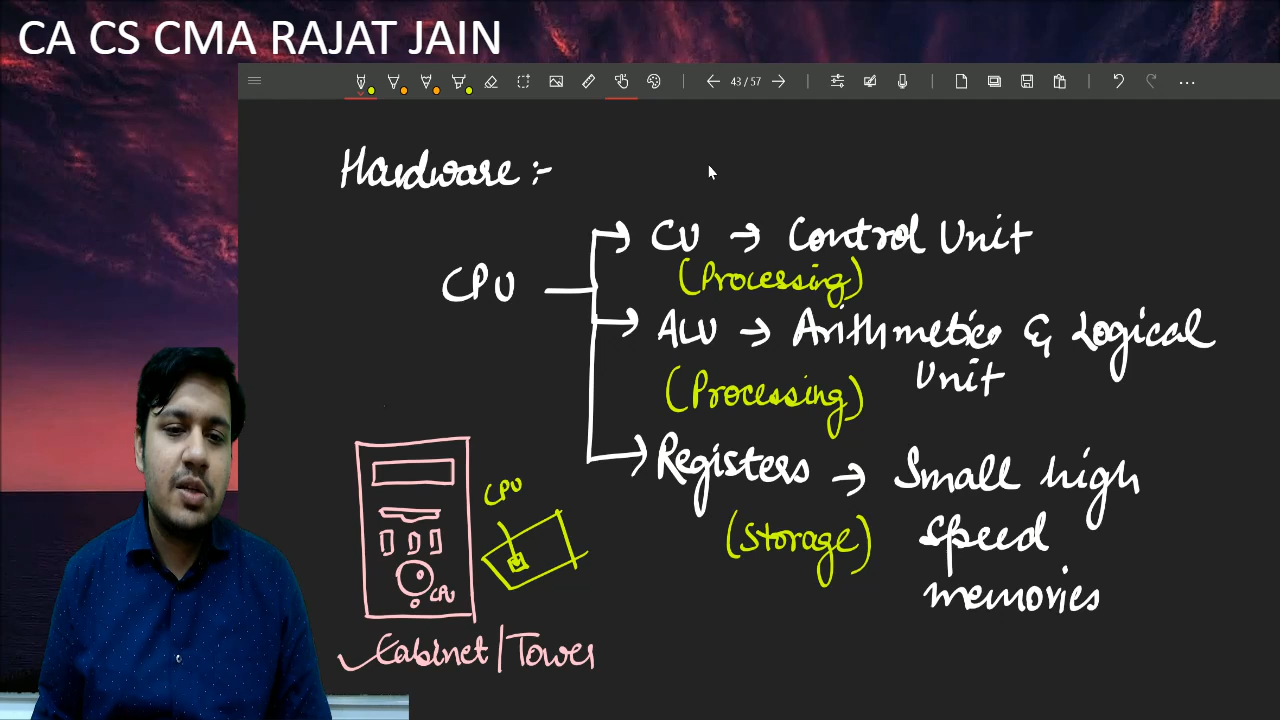 CA CS CMA RAJAT JAIN
43 / 57
Hardware :-
CPU
CU → Control Unit
(Processing)
ALU → Arithmetic & Logical
Unit
(Processing)
Registers → Small high
speed
memories
(Storage)
CPU
CPU
Cabinet/Tower